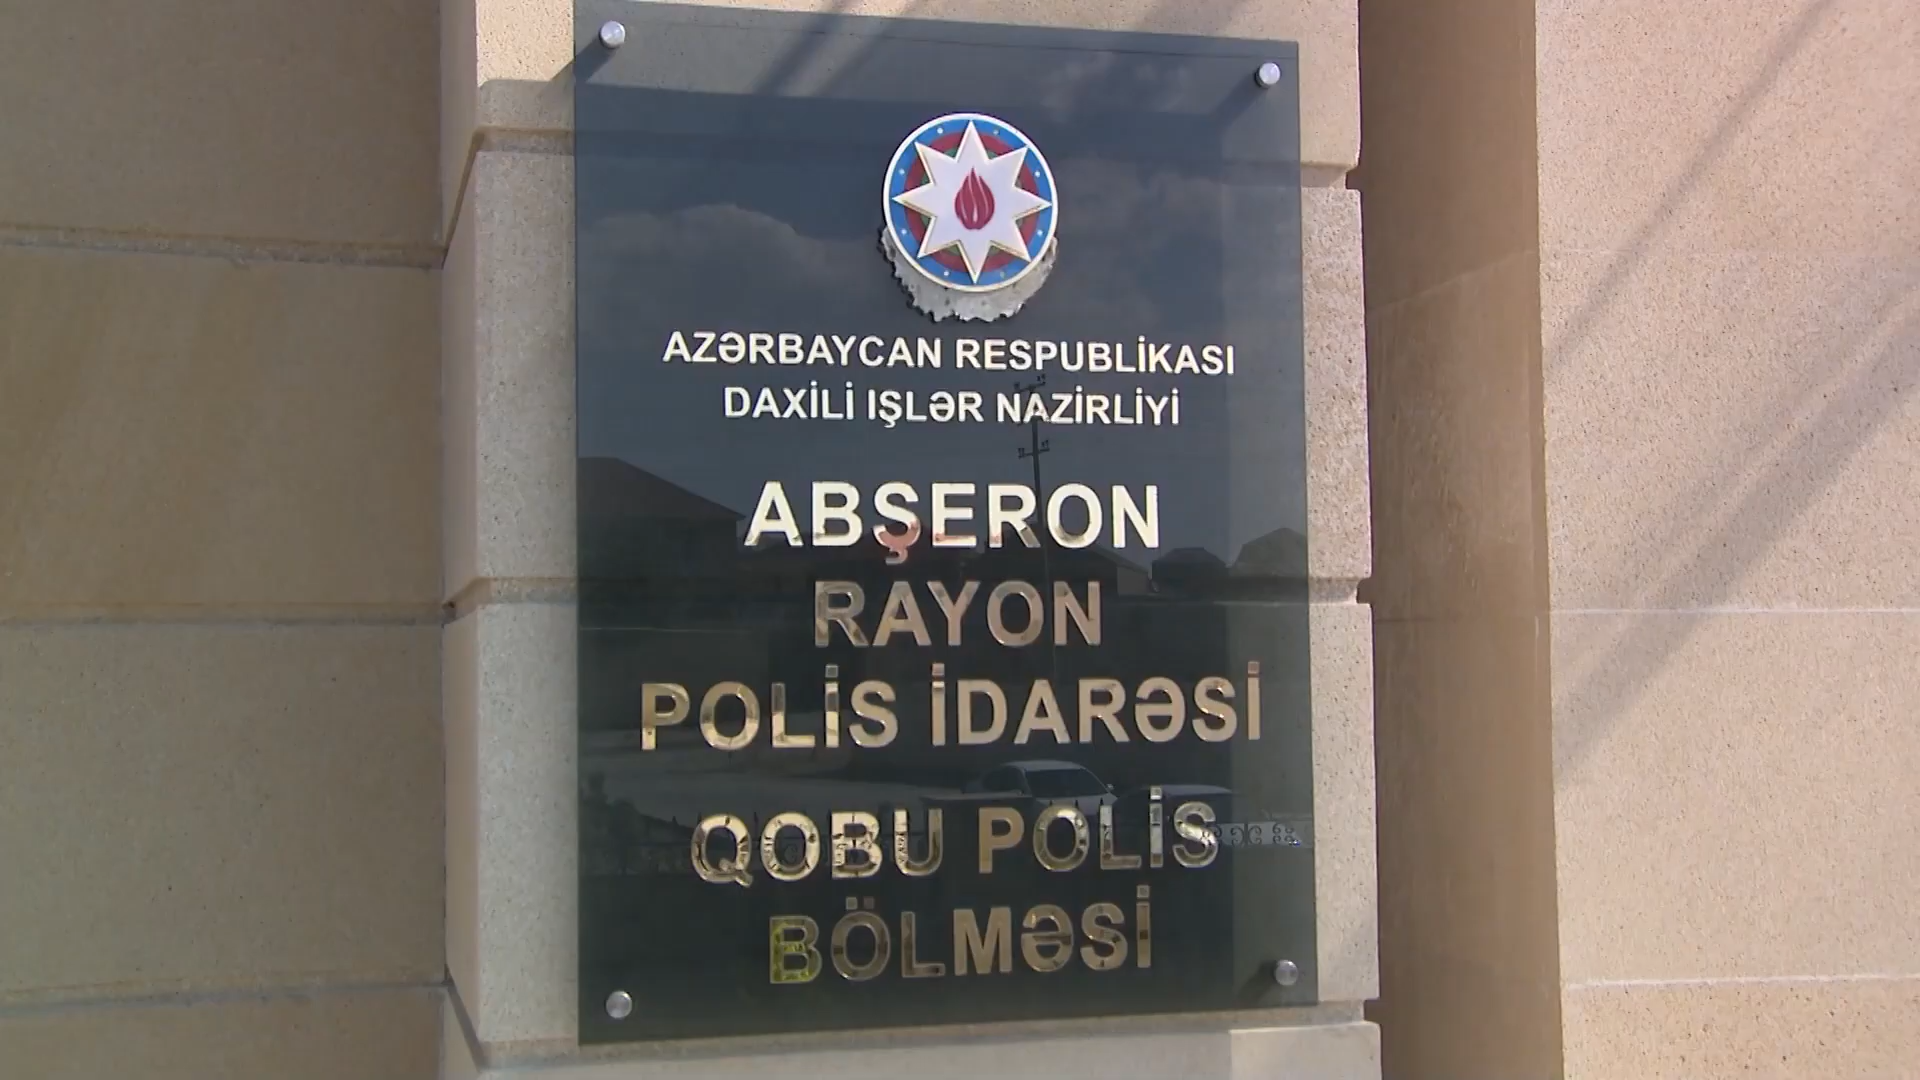 AZƏRBAYCAN RESPUBLİKASI
DAXİLİ IŞLƏR NAZİRLİYİ
ABŞERON
RAYON
POLİS İDARƏSİ
QOBU POLİS
BÖLMƏSİ